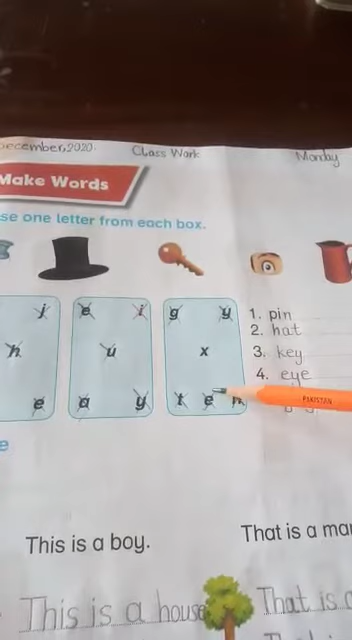 December,2020. Class Work Monday
Make Words
se one letter from each box.
j e i g y
h u x
e a y t e n
1. pin
2. hat
3. key
4. eye
PAKISTAN
e
This is a boy.
That is a ma
This is a house
That is